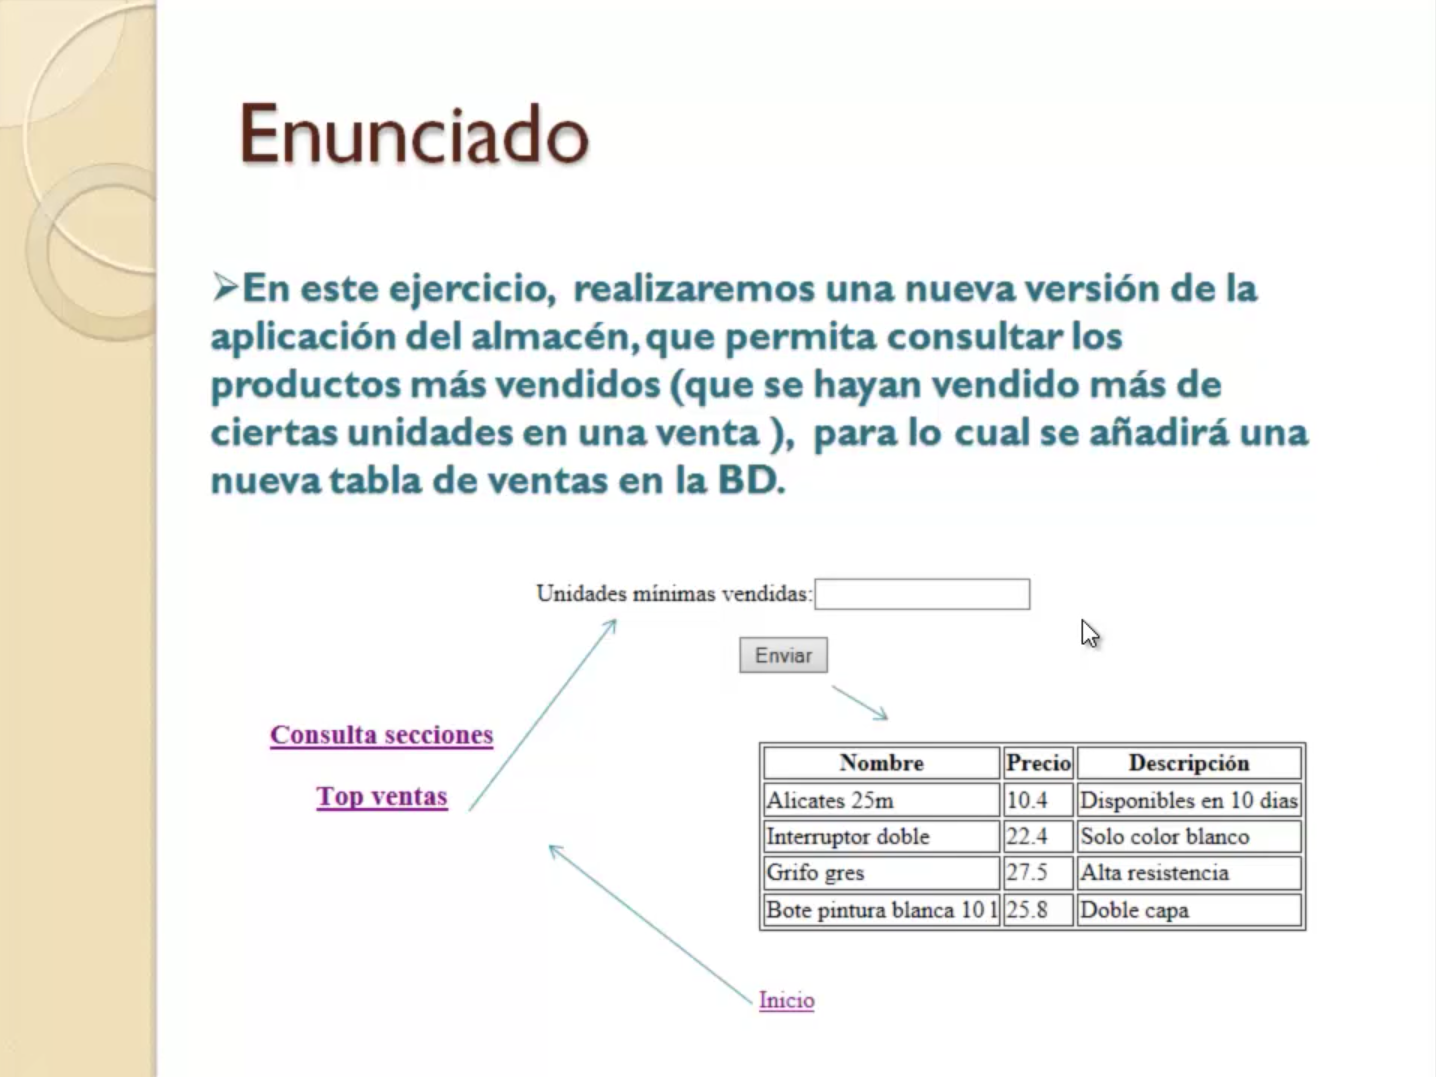 Enunciado
➢En este ejercicio, realizaremos una nueva versión de la
aplicación del almacén, que permita consultar los
productos más vendidos (que se hayan vendido más de
ciertas unidades en una venta ), para lo cual se añadirá una
nueva tabla de ventas en la BD.
Unidades mínimas vendidas:
Enviar
Consulta secciones
Top ventas
Nombre Precio Descripción
Alicates 25m 10.4 Disponibles en 10 dias
Interruptor doble 22.4 Solo color blanco
Grifo gres 27.5 Alta resistencia
Bote pintura blanca 10 l 25.8 Doble capa
Inicio